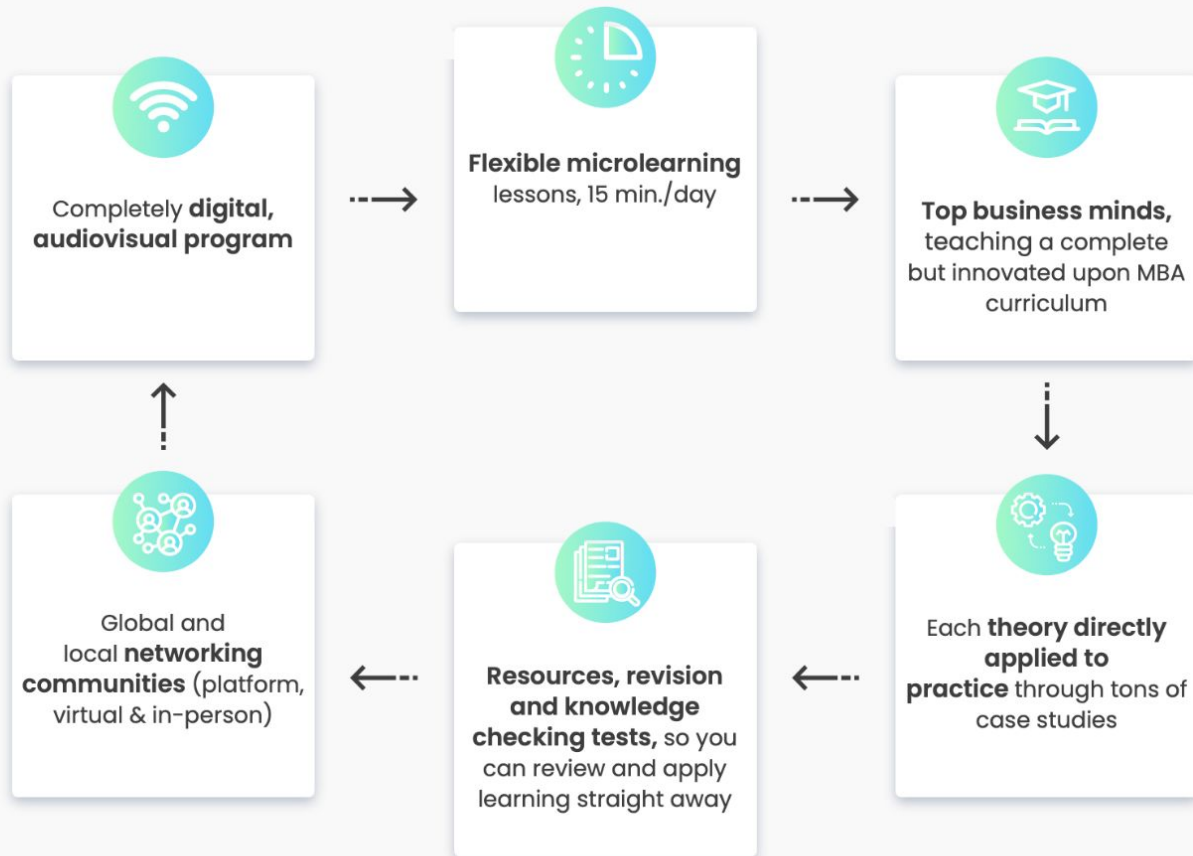 Completely digital,
audiovisual program
Flexible microlearning
lessons, 15 min./day
Top business minds,
teaching a complete
but innovated upon MBA
curriculum
Each theory directly
applied to
practice through tons of
case studies
Resources, revision
and knowledge
checking tests, so you
can review and apply
learning straight away
Global and
local networking
communities (platform,
virtual & in-person)